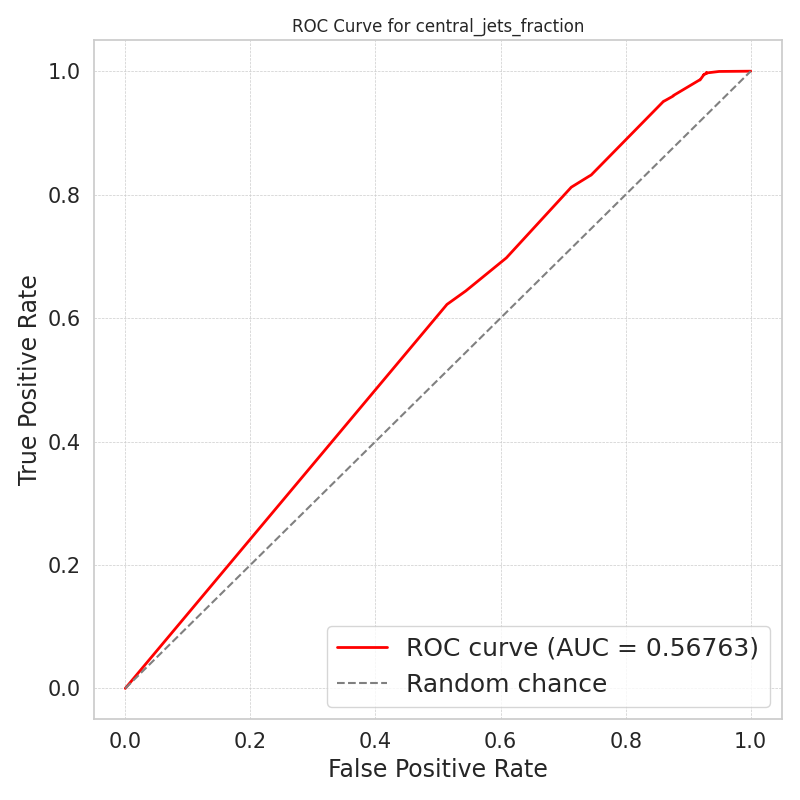 ROC Curve for central_jets_fraction
True Positive Rate
1.0
0.8
0.6
0.4
0.2
0.0
ROC curve (AUC = 0.56763)
Random chance
0.0 0.2 0.4 0.6 0.8 1.0
False Positive Rate